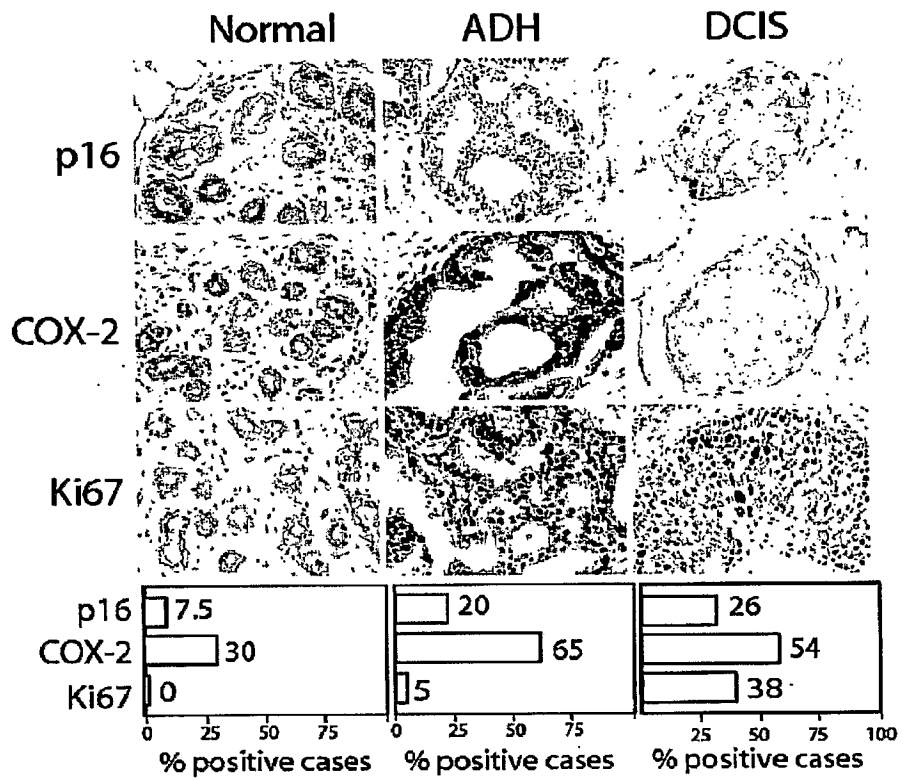 Normal ADH DCIS
p16
COX-2
Ki67
p16 7.5 20 26
COX-2 30 65 54
Ki67 0 5 38
0 25 50 75 0 25 50 75 25 50 75 100
% positive cases % positive cases % positive cases